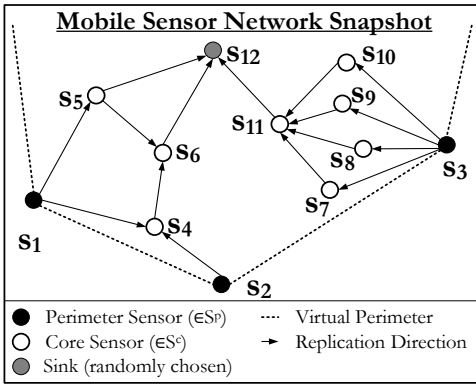 Mobile Sensor Network Snapshot
s12
s10
s5
s9
s11
s6
s8
s3
s7
s4
s1
s2
Perimeter Sensor (∈Sᵖ)
Virtual Perimeter
Core Sensor (∈Sᶜ)
Replication Direction
Sink (randomly chosen)